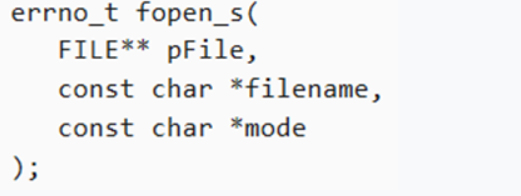 errno_t fopen_s(
   FILE** pFile,
   const char *filename,
   const char *mode
);